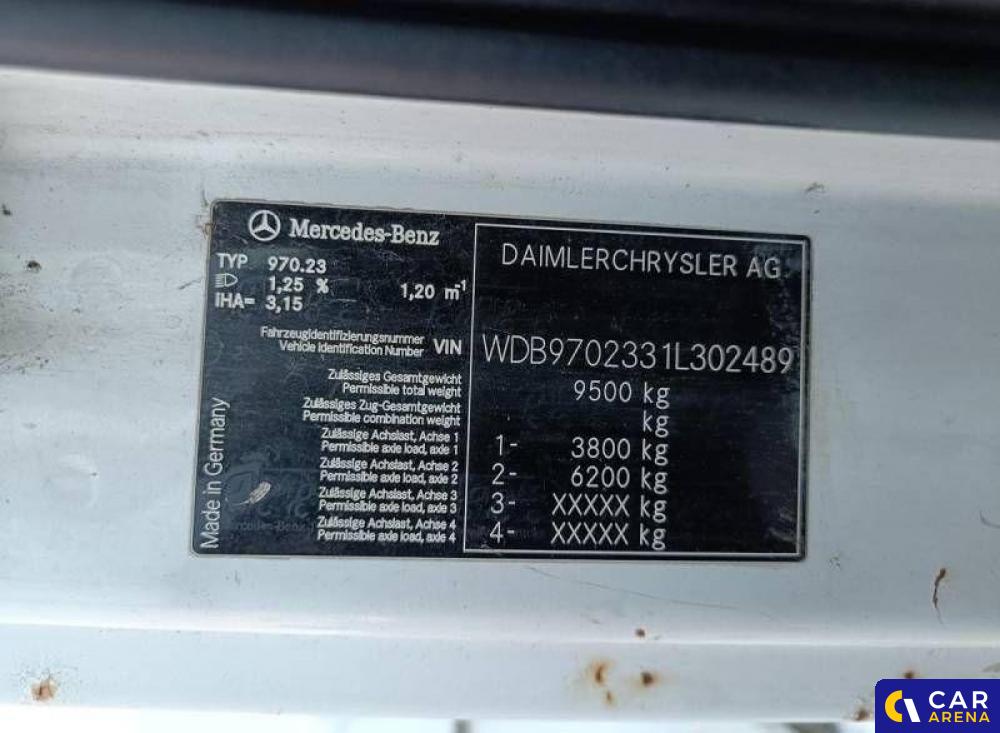 Mercedes-Benz
TYP 970.23
1,25 % 1,20 m⁻¹
IHA= 3,15
DAIMLERCHRYSLER AG
Fahrzeugidentifizierungsnummer
Vehicle Identification Number VIN WDB9702331L302489
Zulässiges Gesamtgewicht
Permissible total weight 9500 kg
Zulässiges Zug-Gesamtgewicht
Permissible combination weight kg
Zulässige Achslast, Achse 1
Permissible axle load, axle 1 1- 3800 kg
Zulässige Achslast, Achse 2
Permissible axle load, axle 2 2- 6200 kg
Zulässige Achslast, Achse 3
Permissible axle load, axle 3 3- XXXXX kg
Zulässige Achslast, Achse 4
Permissible axle load, axle 4 4- XXXXX kg
Made in Germany
Mercedes-Benz
CAR
ARENA